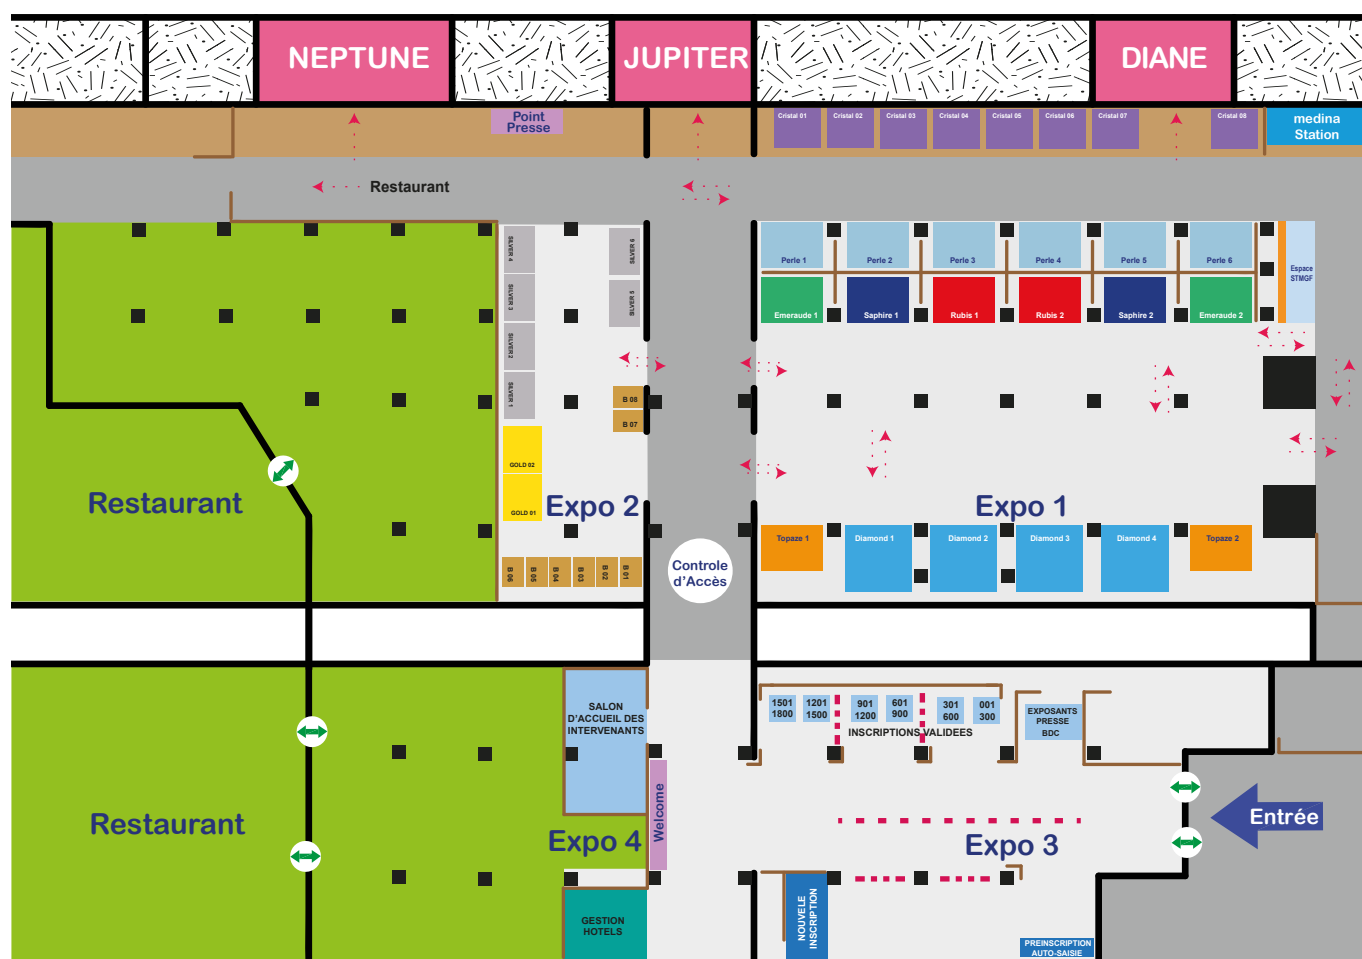 NEPTUNE
JUPITER
DIANE
Point
Presse
Cristal 01
Cristal 02
Cristal 03
Cristal 04
Cristal 05
Cristal 06
Cristal 07
Cristal 08
medina
Station
Restaurant
SILVER 4
SILVER 3
SILVER 2
SILVER 1
SILVER 6
SILVER 5
Perle 1
Perle 2
Perle 3
Perle 4
Perle 5
Perle 6
Espace
STMGF
Emeraude 1
Saphire 1
Rubis 1
Rubis 2
Saphire 2
Emeraude 2
B 08
B 07
GOLD 02
GOLD 01
Restaurant
Expo 2
Expo 1
B 06
B 05
B 04
B 03
B 02
B 01
Controle
d'Accès
Topaze 1
Diamond 1
Diamond 2
Diamond 3
Diamond 4
Topaze 2
SALON
D'ACCUEIL DES
INTERVENANTS
1501
1800
1201
1500
901
1200
601
900
301
600
001
300
INSCRIPTIONS VALIDEES
EXPOSANTS
PRESSE
BDC
Restaurant
Expo 4
Welcome
Expo 3
Entrée
GESTION
HOTELS
NOUVELE
INSCRIPTION
PREINSCRIPTION
AUTO-SAISIE